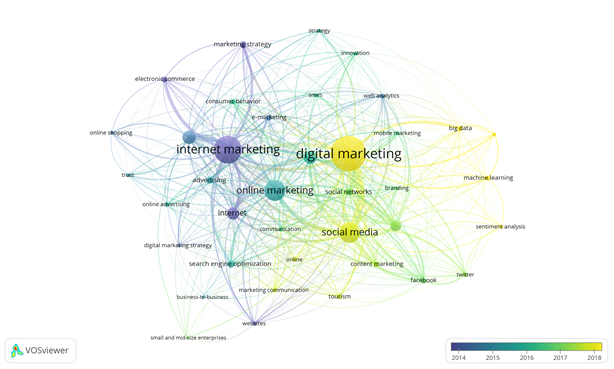 strategy
marketing strategy
innovation
electronic commerce
consumer behavior
smes
web analytics
e-marketing
online shopping
mobile marketing
big data
internet marketing
digital marketing
trust
advertising
machine learning
online marketing
social networks
branding
online advertising
internet
communication
social media
sentiment analysis
digital marketing strategy
search engine optimization
online
content marketing
twitter
facebook
business-to-business
marketing communication
tourism
websites
small and mid-size enterprises
VOSviewer
2014 2015 2016 2017 2018